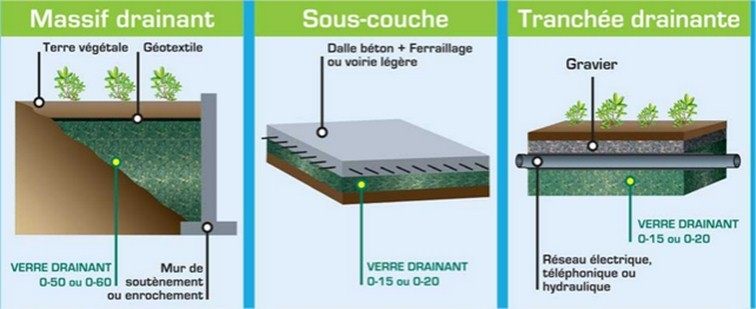 Massif drainant
Terre végétale
Géotextile
VERRE DRAINANT
0-50 ou 0-60
Mur de
soutènement
ou enrochement
Sous-couche
Dalle béton + Ferraillage
ou voirie légère
VERRE DRAINANT
0-15 ou 0-20
Tranchée drainante
Gravier
VERRE DRAINANT
0-15 ou 0-20
Réseau électrique,
téléphonique ou
hydraulique